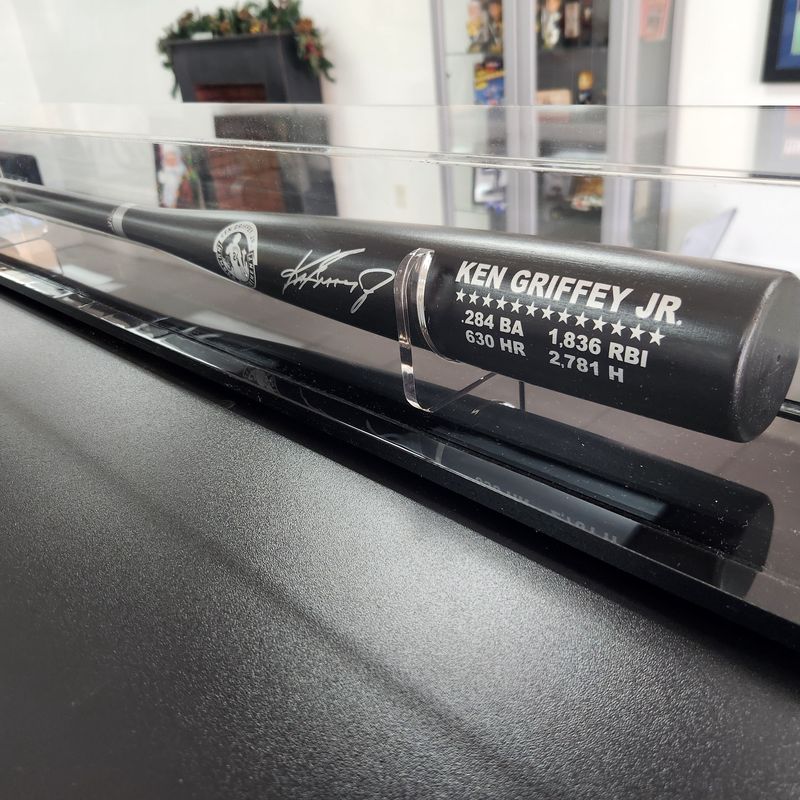 KEN GRIFFEY JR.
.284 BA 1,836 RBI
630 HR 2,781 H